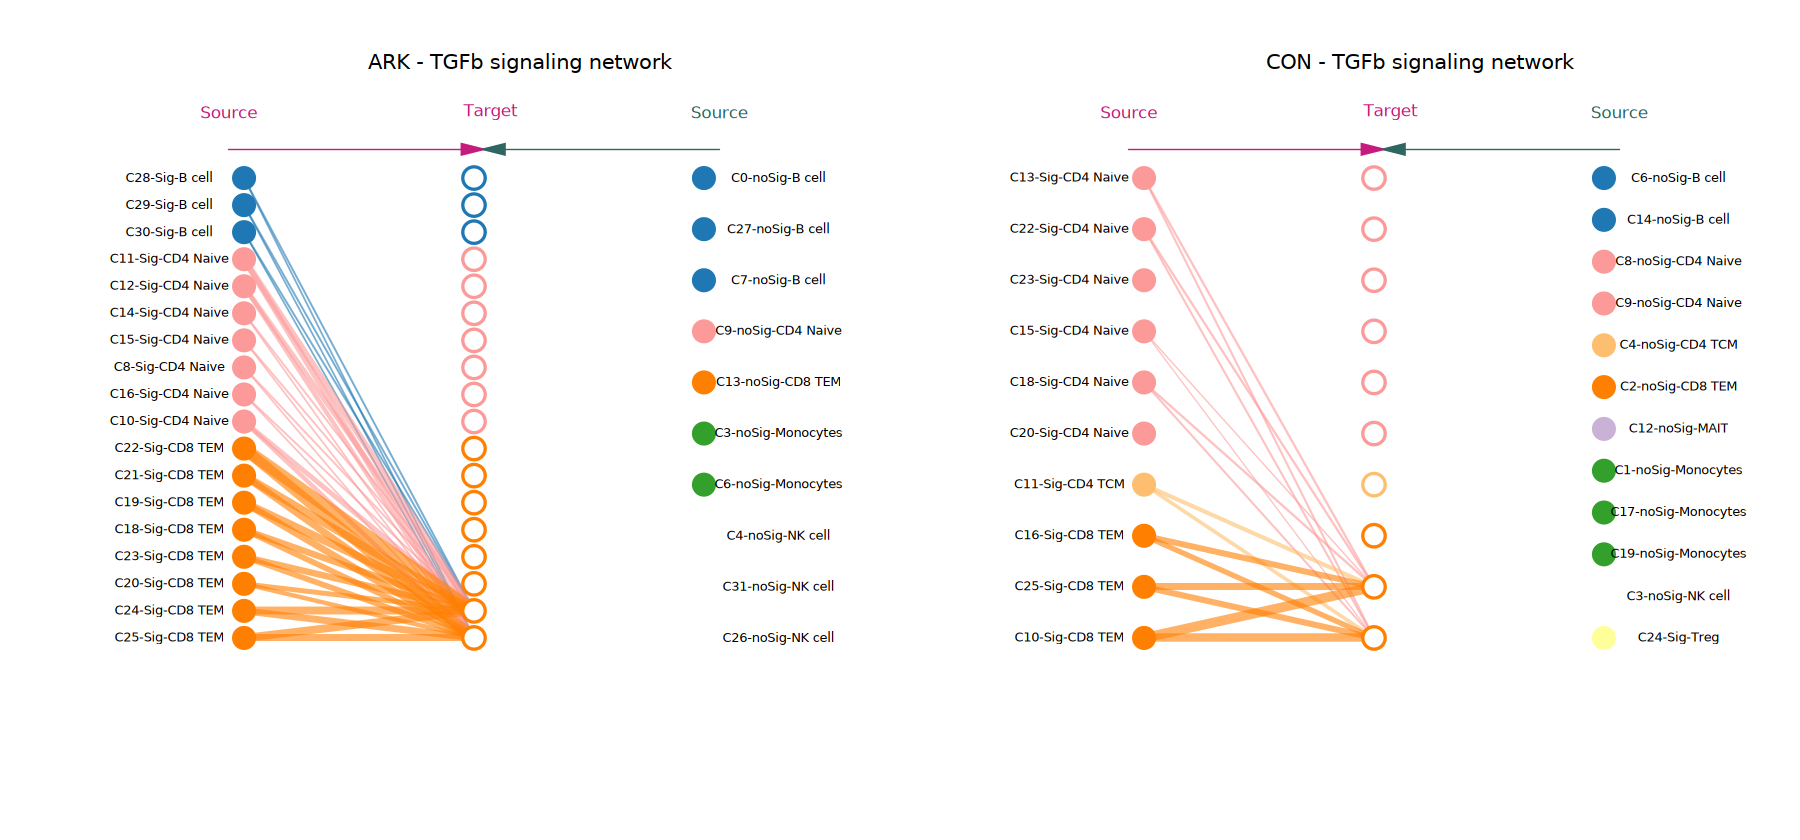 ARK - TGFb signaling network
Source
Target
Source
C28-Sig-B cell
C29-Sig-B cell
C30-Sig-B cell
C11-Sig-CD4 Naive
C12-Sig-CD4 Naive
C14-Sig-CD4 Naive
C15-Sig-CD4 Naive
C8-Sig-CD4 Naive
C16-Sig-CD4 Naive
C10-Sig-CD4 Naive
C22-Sig-CD8 TEM
C21-Sig-CD8 TEM
C19-Sig-CD8 TEM
C18-Sig-CD8 TEM
C23-Sig-CD8 TEM
C20-Sig-CD8 TEM
C24-Sig-CD8 TEM
C25-Sig-CD8 TEM
C0-noSig-B cell
C27-noSig-B cell
C7-noSig-B cell
C9-noSig-CD4 Naive
C13-noSig-CD8 TEM
C3-noSig-Monocytes
C6-noSig-Monocytes
C4-noSig-NK cell
C31-noSig-NK cell
C26-noSig-NK cell
CON - TGFb signaling network
Source
Target
Source
C13-Sig-CD4 Naive
C22-Sig-CD4 Naive
C23-Sig-CD4 Naive
C15-Sig-CD4 Naive
C18-Sig-CD4 Naive
C20-Sig-CD4 Naive
C11-Sig-CD4 TCM
C16-Sig-CD8 TEM
C25-Sig-CD8 TEM
C10-Sig-CD8 TEM
C6-noSig-B cell
C14-noSig-B cell
C8-noSig-CD4 Naive
C9-noSig-CD4 Naive
C4-noSig-CD4 TCM
C2-noSig-CD8 TEM
C12-noSig-MAIT
C1-noSig-Monocytes
C17-noSig-Monocytes
C19-noSig-Monocytes
C3-noSig-NK cell
C24-Sig-Treg